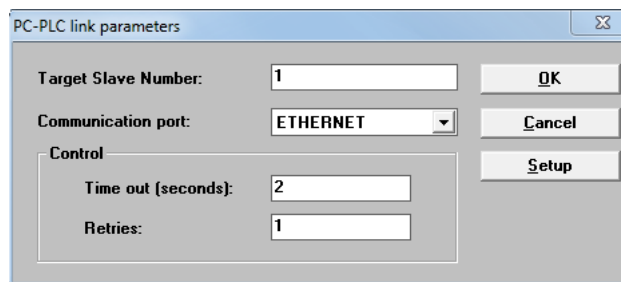 PC-PLC link parameters
Target Slave Number: 1 OK
Communication port: ETHERNET Cancel
Control Setup
Time out (seconds): 2
Retries: 1